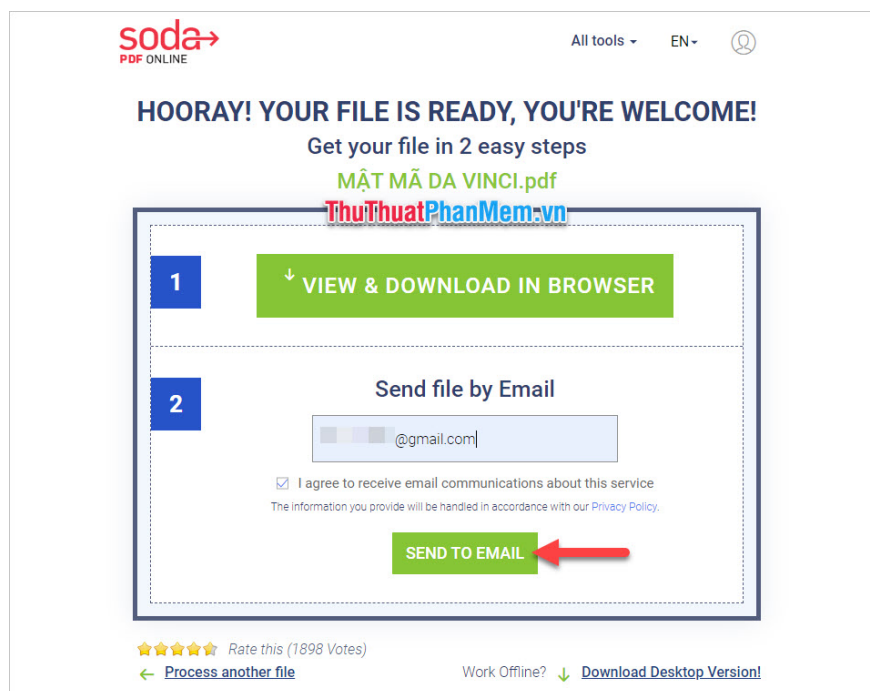 soda
PDF ONLINE
All tools
EN
HOORAY! YOUR FILE IS READY, YOU'RE WELCOME!
Get your file in 2 easy steps
MẬT MÃ DA VINCI.pdf
ThuThuatPhanMem.vn
1
VIEW & DOWNLOAD IN BROWSER
2
Send file by Email
@gmail.com
I agree to receive email communications about this service
The information you provide will be handled in accordance with our Privacy Policy.
SEND TO EMAIL
Rate this (1898 Votes)
Process another file
Work Offline? Download Desktop Version!